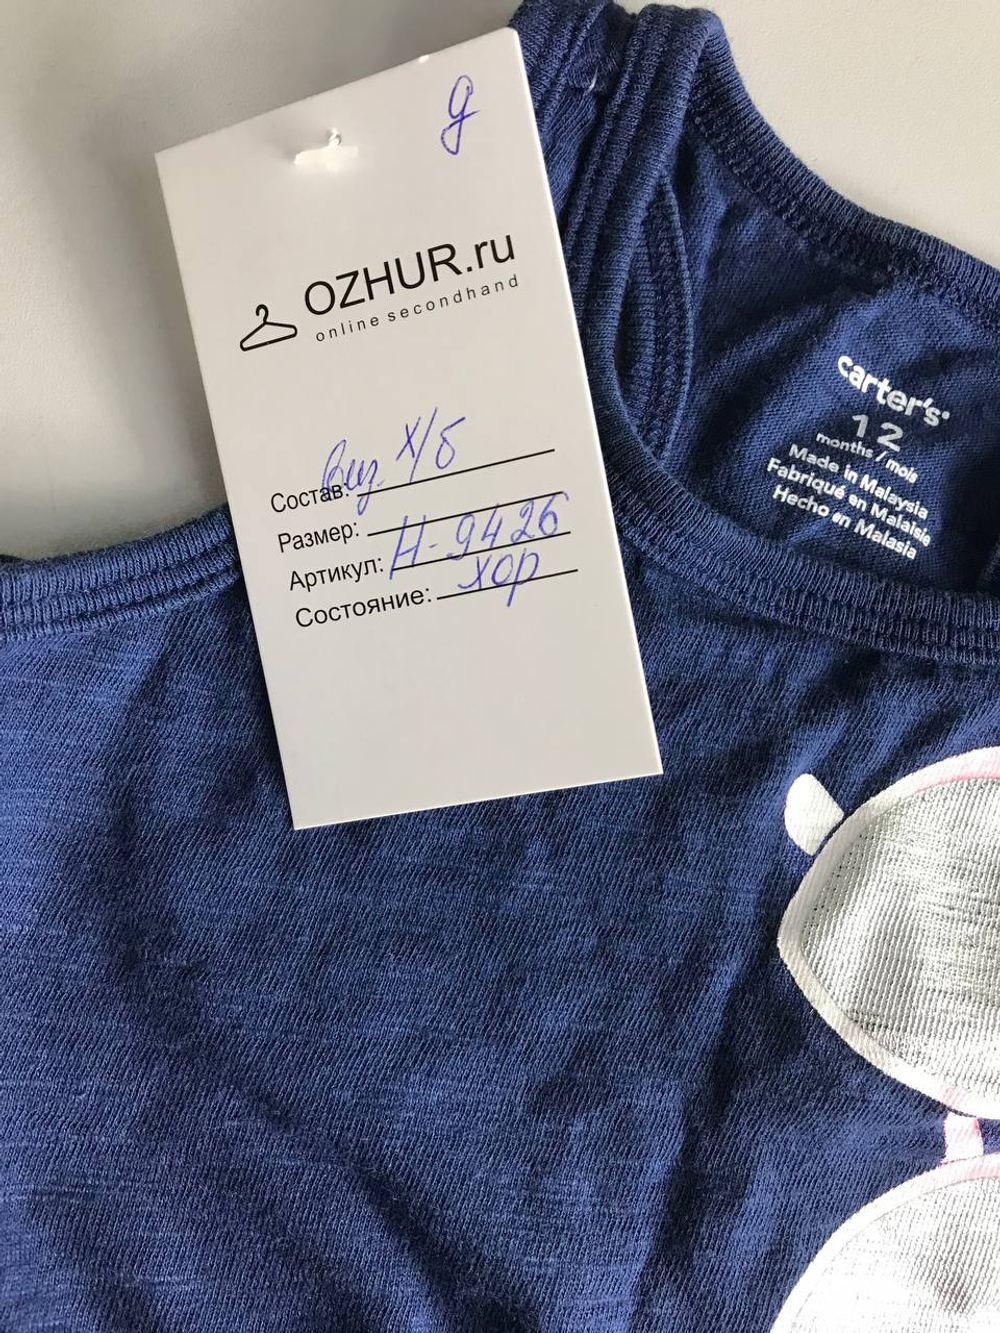 д
OZHUR.ru
online secondhand
Состав: виз. х/б
Размер:
Артикул: Н-9426
Состояние: хор
carter's
12
months / mois
Made in Malaysia
Fabriqué en Malaisie
Hecho en Malasia